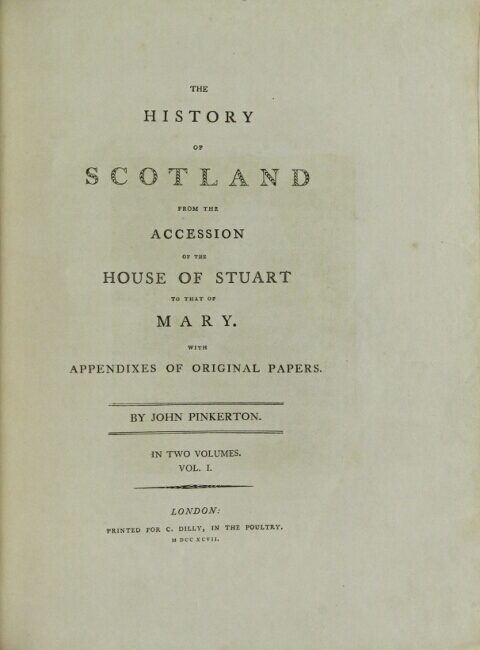 THE
HISTORY
OF
SCOTLAND
FROM THE
ACCESSION
OF THE
HOUSE OF STUART
TO THAT OF
MARY.
WITH
APPENDIXES OF ORIGINAL PAPERS.
BY JOHN PINKERTON.
IN TWO VOLUMES.
VOL. I.
LONDON:
PRINTED FOR C. DILLY, IN THE POULTRY.
M DCC XCVII.